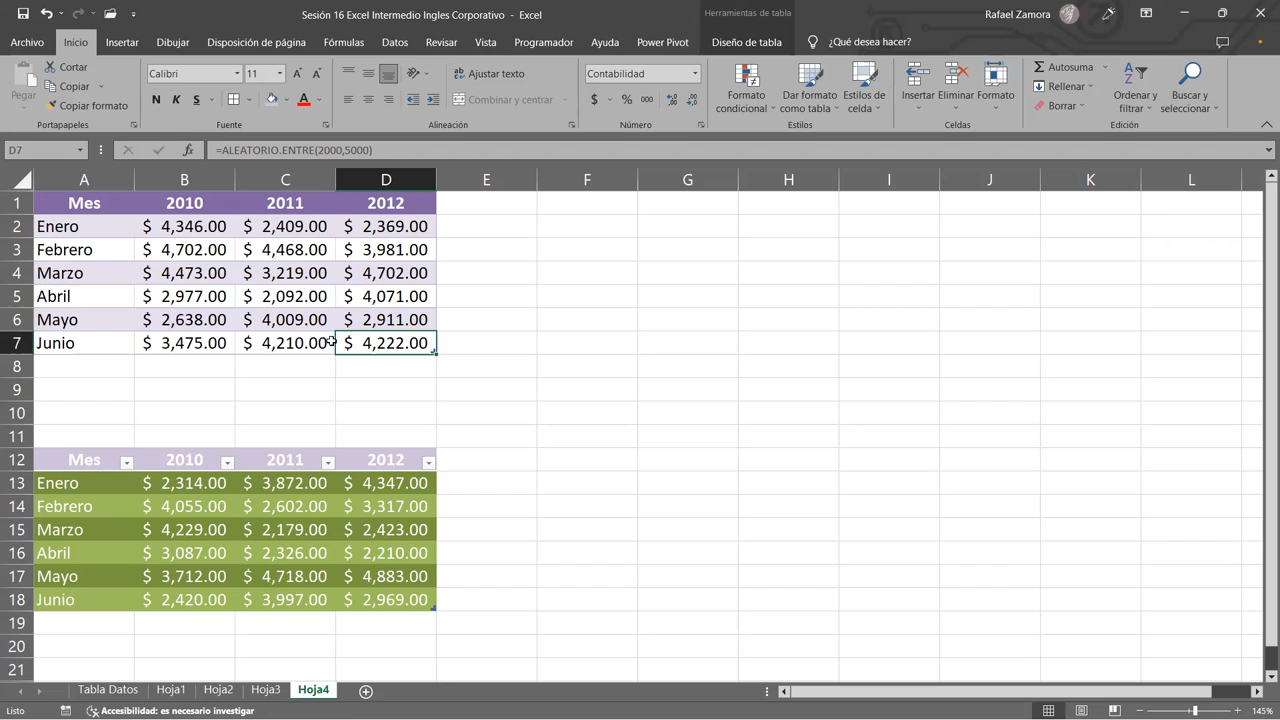 Sesión 16 Excel Intermedio Ingles Corporativo - Excel
Herramientas de tabla
Rafael Zamora
Archivo Inicio Insertar Dibujar Disposición de página Fórmulas Datos Revisar Vista Programador Ayuda Power Pivot Diseño de tabla ¿Qué desea hacer?
Pegar
Cortar
Copiar
Copiar formato
Portapapeles
Calibri 11
N K S
Fuente
Ajustar texto
Combinar y centrar
Alineación
Contabilidad
$ % 000
Número
Formato condicional
Dar formato como tabla
Estilos de celda
Estilos
Insertar Eliminar Formato
Celdas
Autosuma
Rellenar
Borrar
Ordenar y filtrar
Buscar y seleccionar
Edición
D7 fx =ALEATORIO.ENTRE(2000,5000)
A B C D E F G H I J K L
1 Mes 2010 2011 2012
2 Enero $ 4,346.00 $ 2,409.00 $ 2,369.00
3 Febrero $ 4,702.00 $ 4,468.00 $ 3,981.00
4 Marzo $ 4,473.00 $ 3,219.00 $ 4,702.00
5 Abril $ 2,977.00 $ 2,092.00 $ 4,071.00
6 Mayo $ 2,638.00 $ 4,009.00 $ 2,911.00
7 Junio $ 3,475.00 $ 4,210.00 $ 4,222.00
8
9
10
11
12 Mes 2010 2011 2012
13 Enero $ 2,314.00 $ 3,872.00 $ 4,347.00
14 Febrero $ 4,055.00 $ 2,602.00 $ 3,317.00
15 Marzo $ 4,229.00 $ 2,179.00 $ 2,423.00
16 Abril $ 3,087.00 $ 2,326.00 $ 2,210.00
17 Mayo $ 3,712.00 $ 4,718.00 $ 4,883.00
18 Junio $ 2,420.00 $ 3,997.00 $ 2,969.00
19
20
21
Tabla Datos Hoja1 Hoja2 Hoja3 Hoja4
Listo Accesibilidad: es necesario investigar 145%